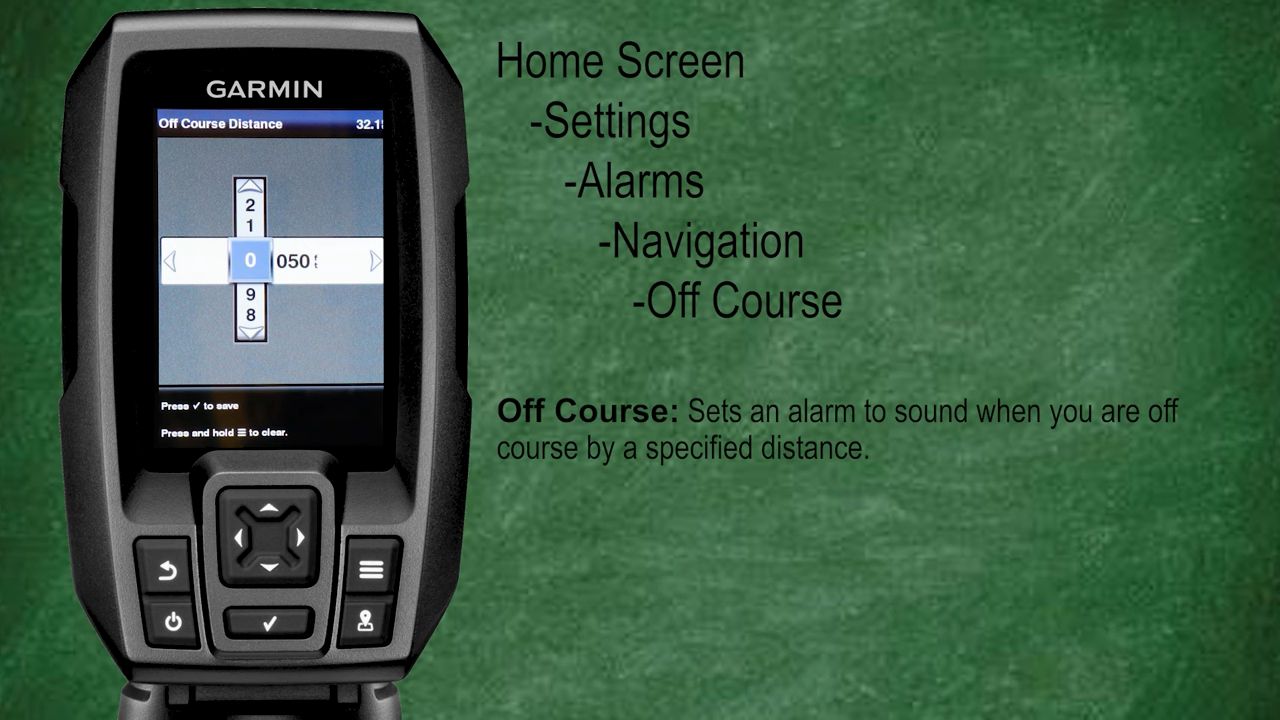 GARMIN
Off Course Distance 32.1
2
1
0 050
9
8
Press ✓ to save
Press and hold ☰ to clear.
Home Screen
-Settings
-Alarms
-Navigation
-Off Course
Off Course: Sets an alarm to sound when you are off
course by a specified distance.